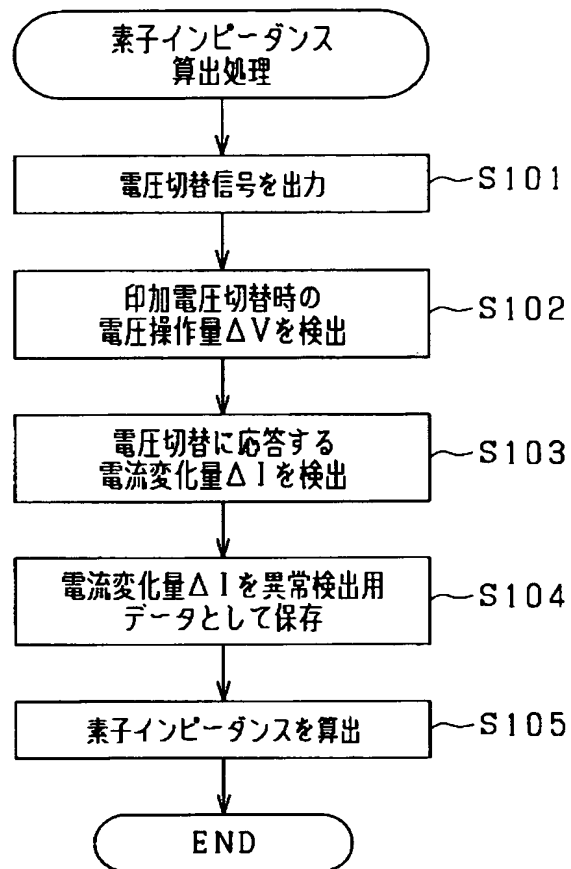 素子インピーダンス
算出処理
電圧切替信号を出力
S101
印加電圧切替時の
電圧操作量ΔVを検出
S102
電圧切替に応答する
電流変化量ΔIを検出
S103
電流変化量ΔIを異常検出用
データとして保存
S104
素子インピーダンスを算出
S105
END